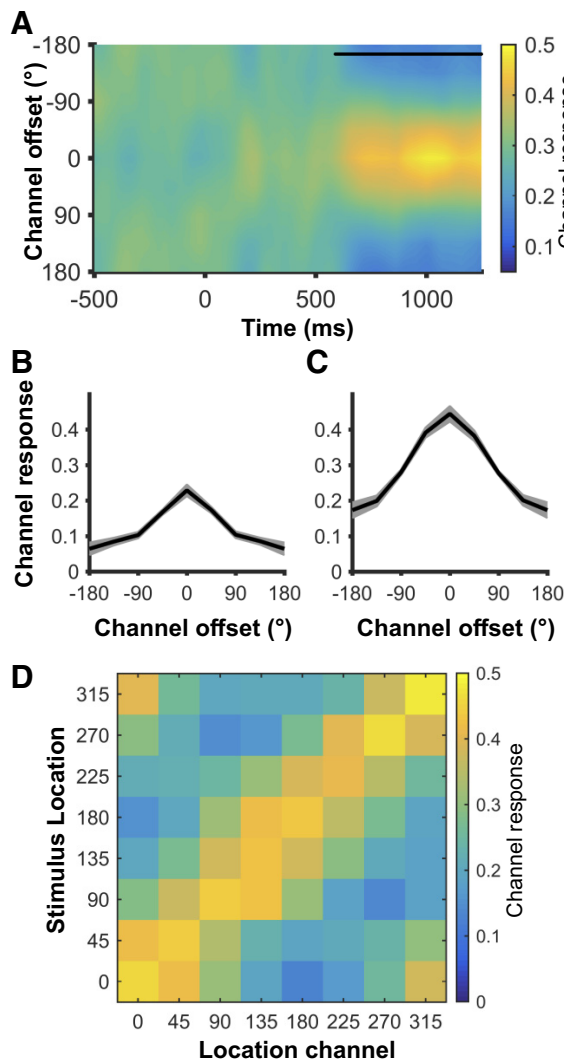 A
Channel offset (°)
-180
-90
0
90
180
-500 0 500 1000
Time (ms)
0.5
0.4
0.3
0.2
0.1
B
C
Channel response
0.4
0.3
0.2
0.1
0
-180 -90 0 90 180
Channel offset (°)
0.4
0.3
0.2
0.1
0
-180 -90 0 90 180
Channel offset (°)
D
Stimulus Location
315
270
225
180
135
90
45
0
0 45 90 135 180 225 270 315
Location channel
0.5
0.4
0.3
0.2
0.1
0
Channel response